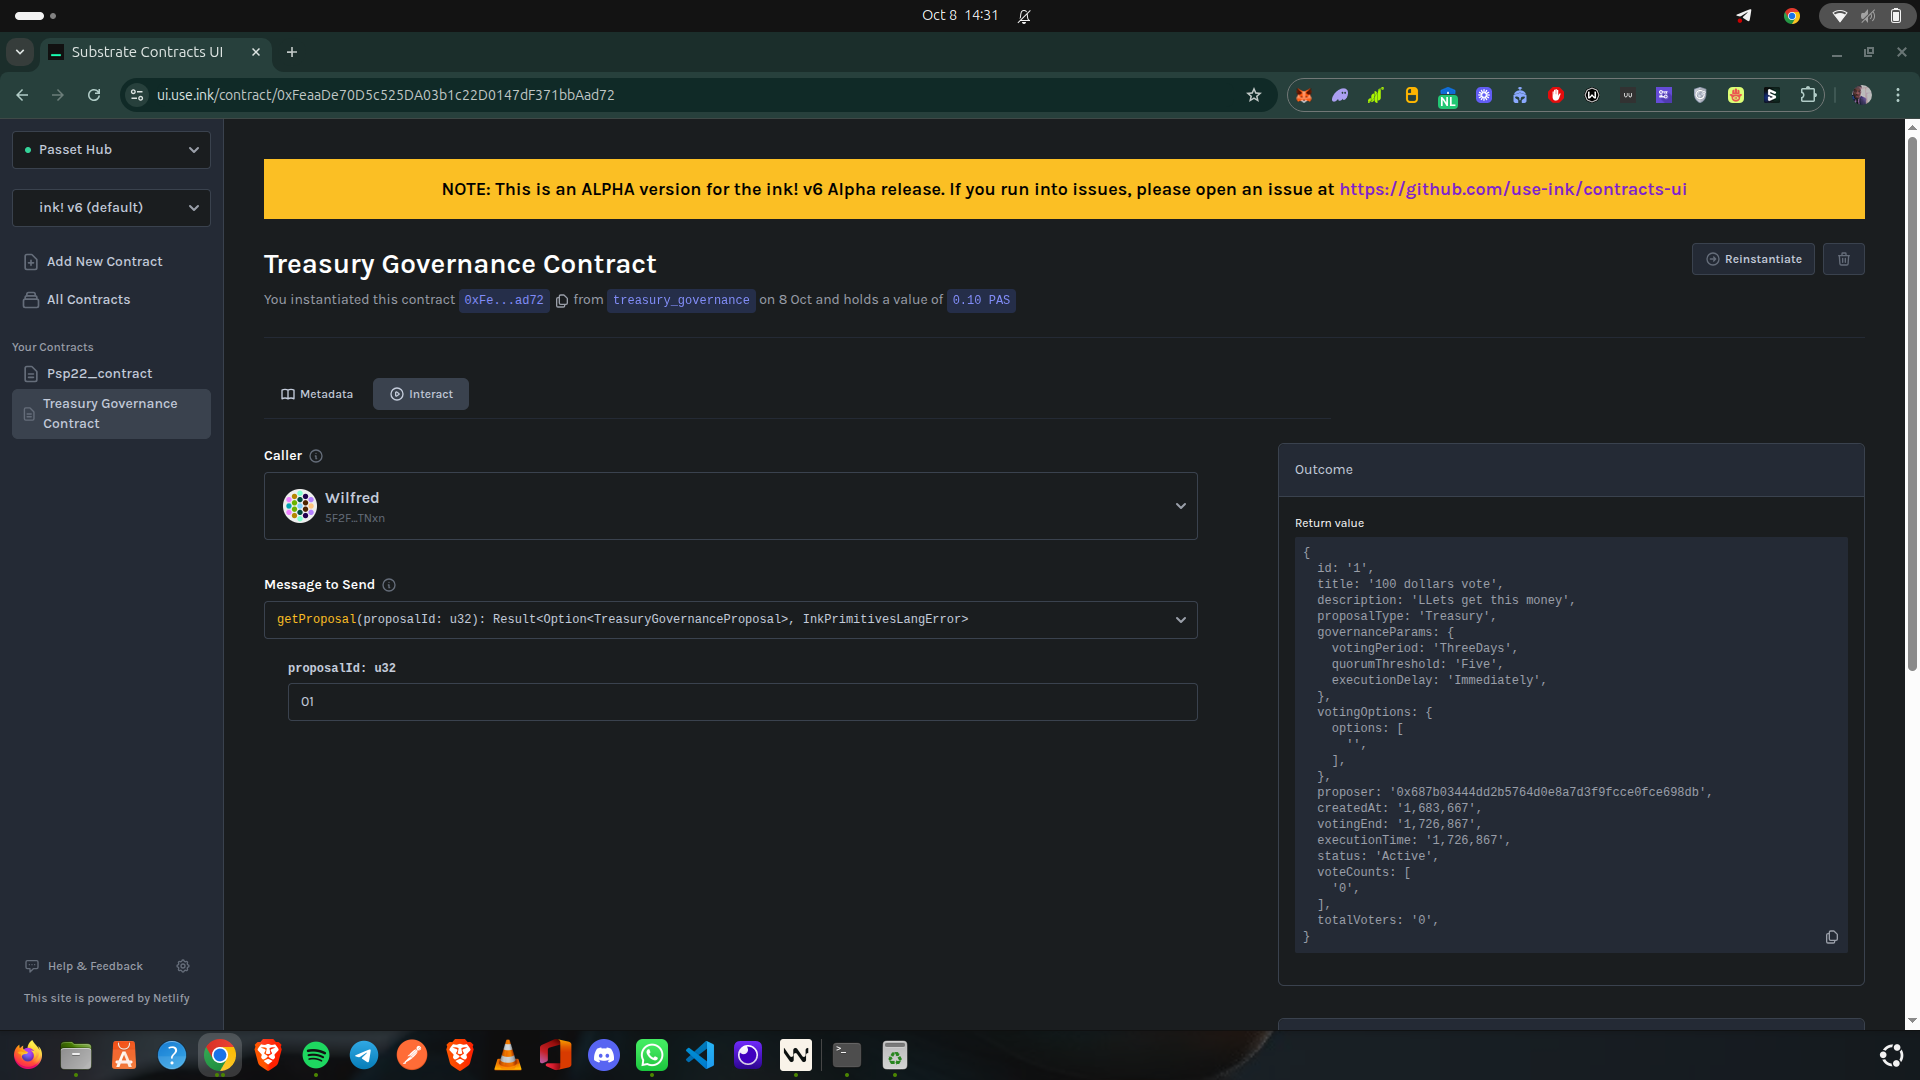 Oct 8 14:31
Substrate Contracts UI
ui.use.ink/contract/0xFeaaDe70D5c525DA03b1c22D0147dF371bbAad72
NL
Passet Hub
ink! v6 (default)
Add New Contract
All Contracts
Your Contracts
Psp22_contract
Treasury Governance
Contract
Help & Feedback
This site is powered by Netlify
NOTE: This is an ALPHA version for the ink! v6 Alpha release. If you run into issues, please open an issue at https://github.com/use-ink/contracts-ui
Treasury Governance Contract
Reinstantiate
You instantiated this contract 0xFe...ad72 from treasury_governance on 8 Oct and holds a value of 0.10 PAS
Metadata
Interact
Caller
Wilfred
5F2F...TNxn
Message to Send
getProposal(proposalId: u32): Result<Option<TreasuryGovernanceProposal>, InkPrimitivesLangError>
proposalId: u32
01
Outcome
Return value
{
id: '1',
title: '100 dollars vote',
description: 'LLets get this money',
proposalType: 'Treasury',
governanceParams: {
votingPeriod: 'ThreeDays',
quorumThreshold: 'Five',
executionDelay: 'Immediately',
},
votingOptions: {
options: [
'',
],
},
proposer: '0x687b03444dd2b5764d0e8a7d3f9fcce0fce698db',
createdAt: '1,683,667',
votingEnd: '1,726,867',
executionTime: '1,726,867',
status: 'Active',
voteCounts: [
'0',
],
totalVoters: '0',
}